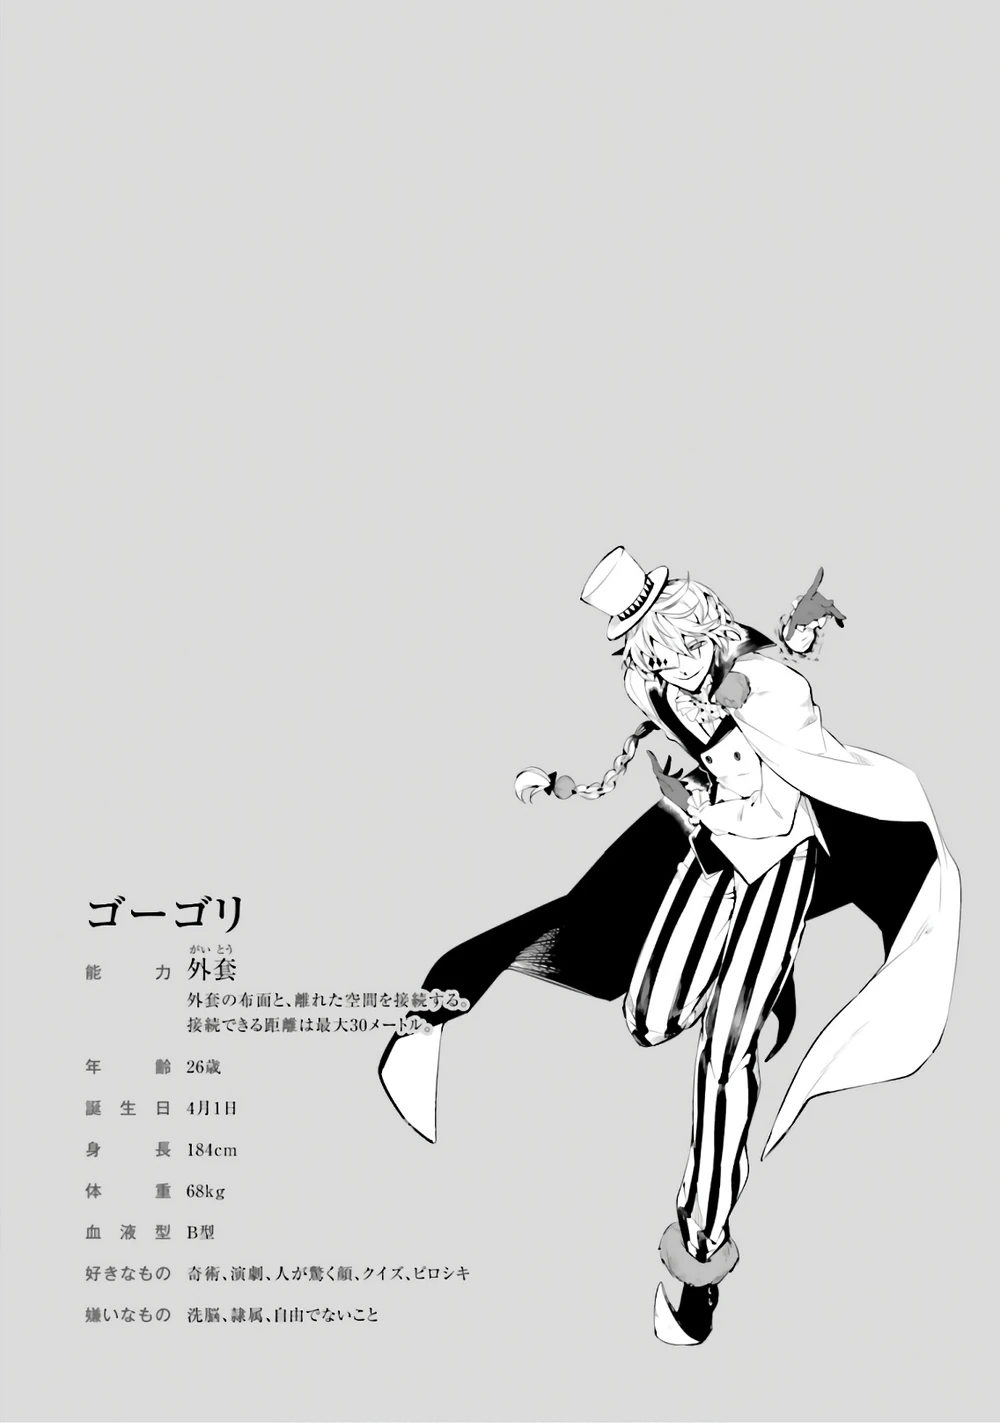 ゴーゴリ
能力 外套
がいとう
外套の布面と、離れた空間を接続する。
接続できる距離は最大30メートル。
年齢 26歳
誕生日 4月1日
身長 184cm
体重 68kg
血液型 B型
好きなもの 奇術、演劇、人が驚く顔、クイズ、ピロシキ
嫌いなもの 洗脳、隷属、自由でないこと